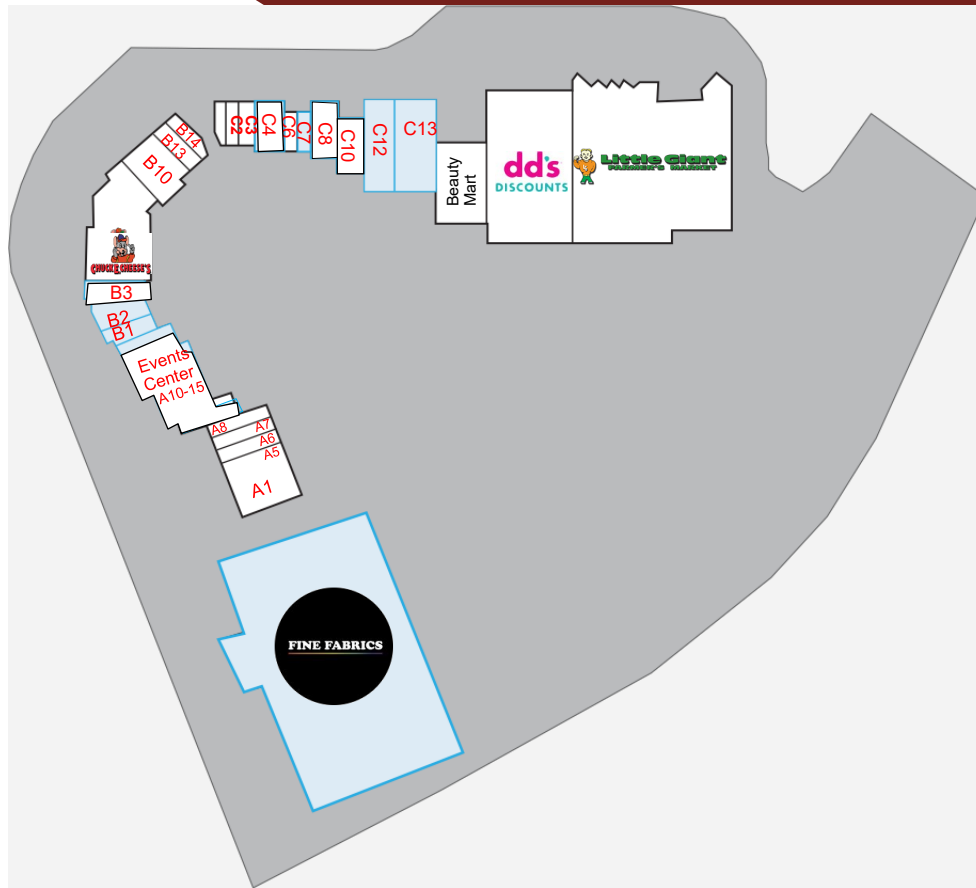 B14
B13
B10
C2
C3
C4
C6
C7
C8
C10
C12
C13
Beauty
Mart
dd's
DISCOUNTS
Little Giant
FARMER'S MARKET
CHUCK E. CHEESE'S
B3
B2
B1
Events
Center
A10-15
A8
A7
A6
A5
A1
FINE FABRICS